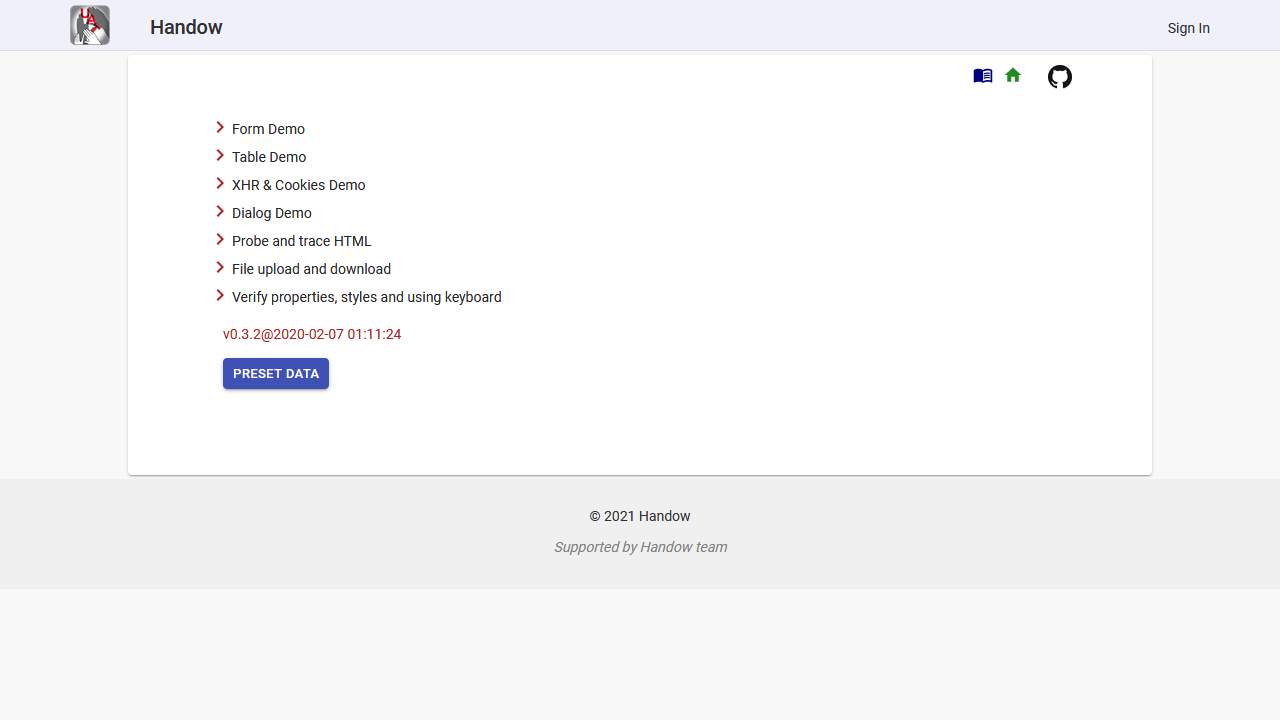 Handow
Sign In
Form Demo
Table Demo
XHR & Cookies Demo
Dialog Demo
Probe and trace HTML
File upload and download
Verify properties, styles and using keyboard
v0.3.2@2020-02-07 01:11:24
PRESET DATA
© 2021 Handow
Supported by Handow team